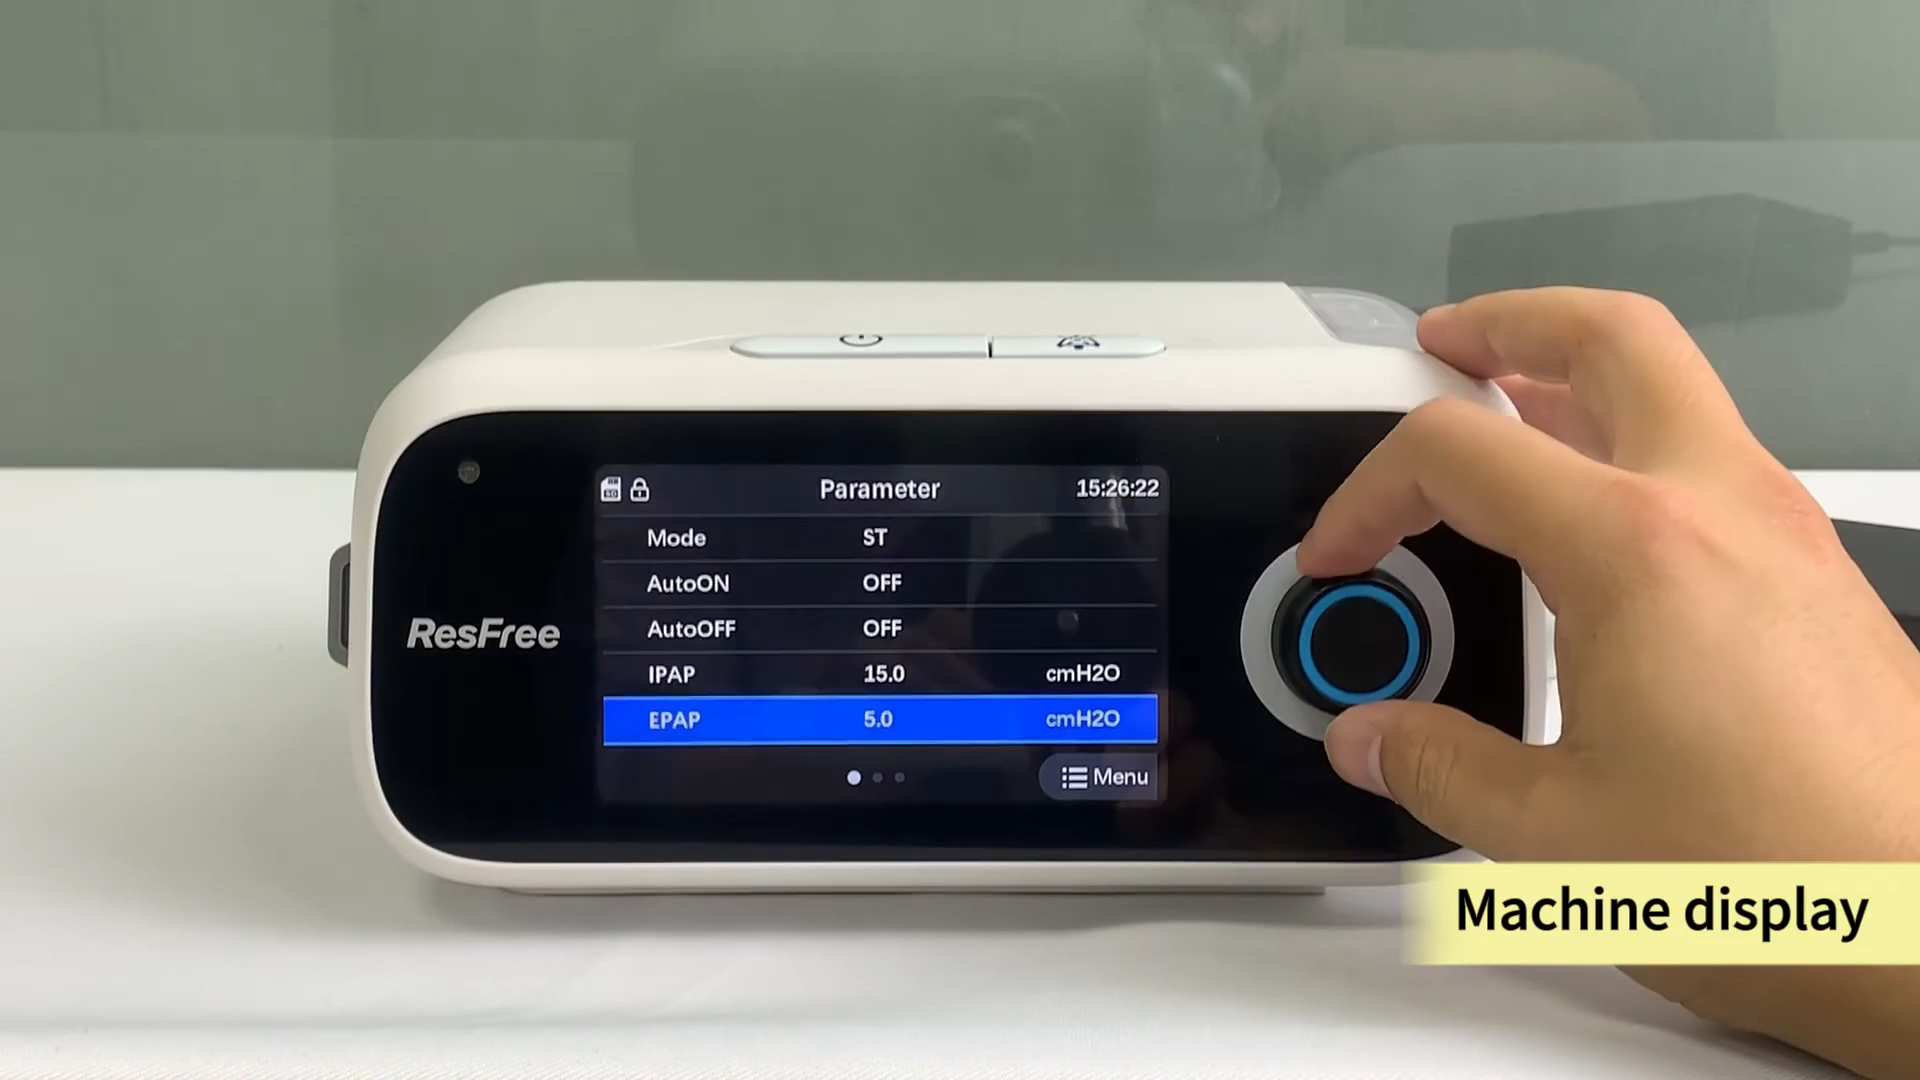 Parameter 15:26:22
Mode ST
AutoON OFF
AutoOFF OFF
IPAP 15.0 cmH2O
EPAP 5.0 cmH2O
Menu
ResFree
Machine display